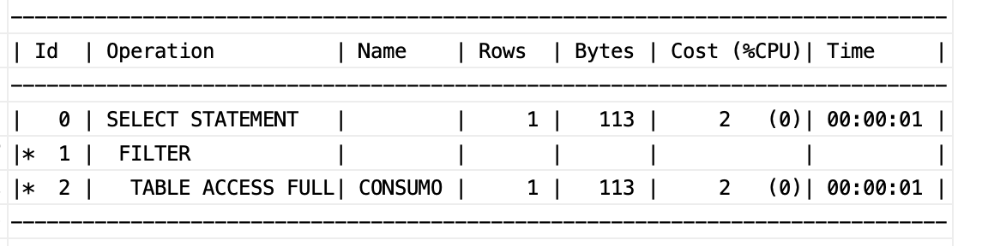 -------------------------------------------------------------------------------
| Id  | Operation          | Name    | Rows  | Bytes | Cost (%CPU)| Time     |
-------------------------------------------------------------------------------
|   0 | SELECT STATEMENT   |         |     1 |   113 |     2   (0)| 00:00:01 |
|*  1 |  FILTER            |         |       |       |            |          |
|*  2 |   TABLE ACCESS FULL| CONSUMO |     1 |   113 |     2   (0)| 00:00:01 |
-------------------------------------------------------------------------------